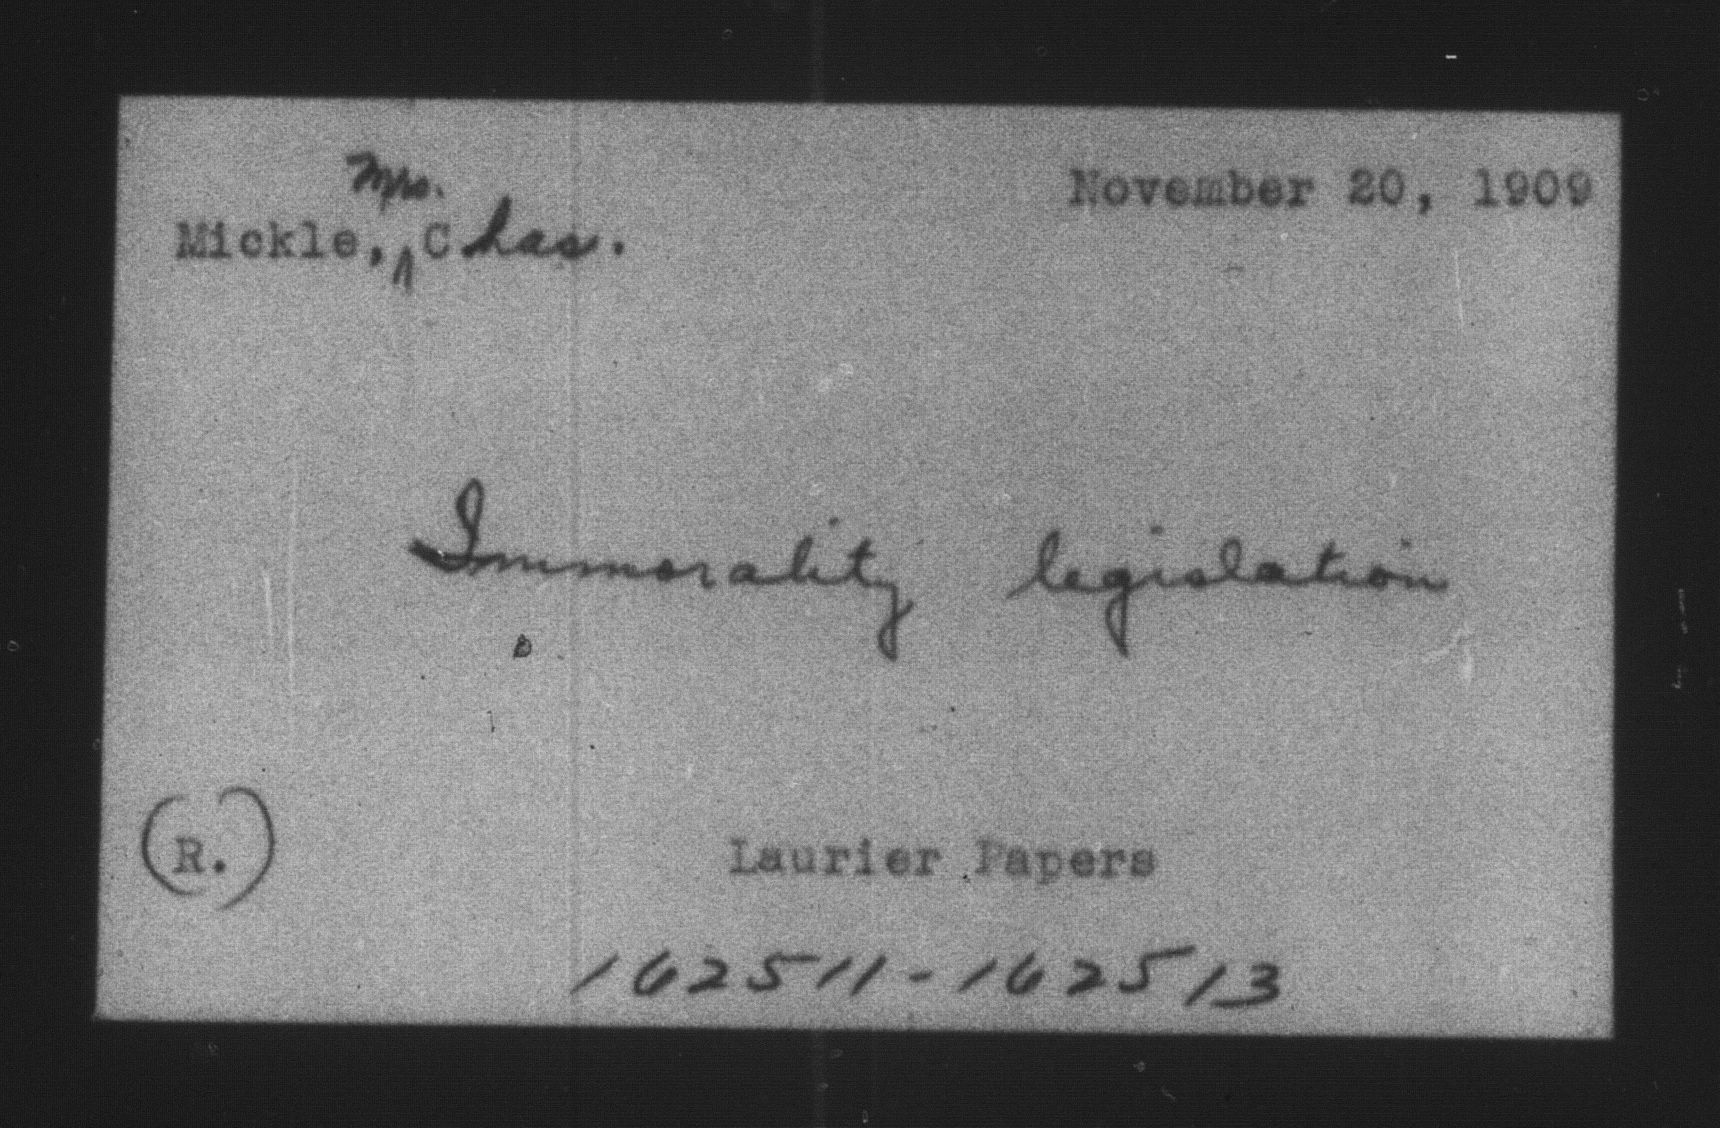 Mrs.
Mickle, Chas.
November 20, 1909
Immorality legislation
(R.)
Laurier Papers
162511-162513